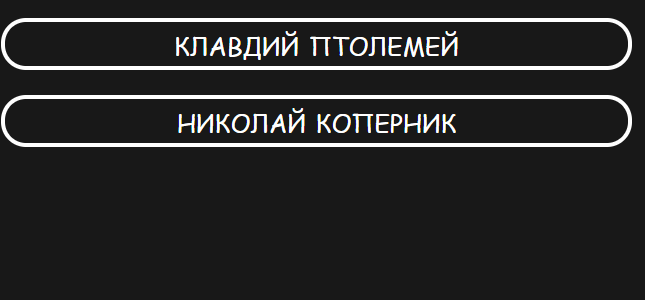 КЛАВДИЙ ПТОЛЕМЕЙ
НИКОЛАЙ КОПЕРНИК